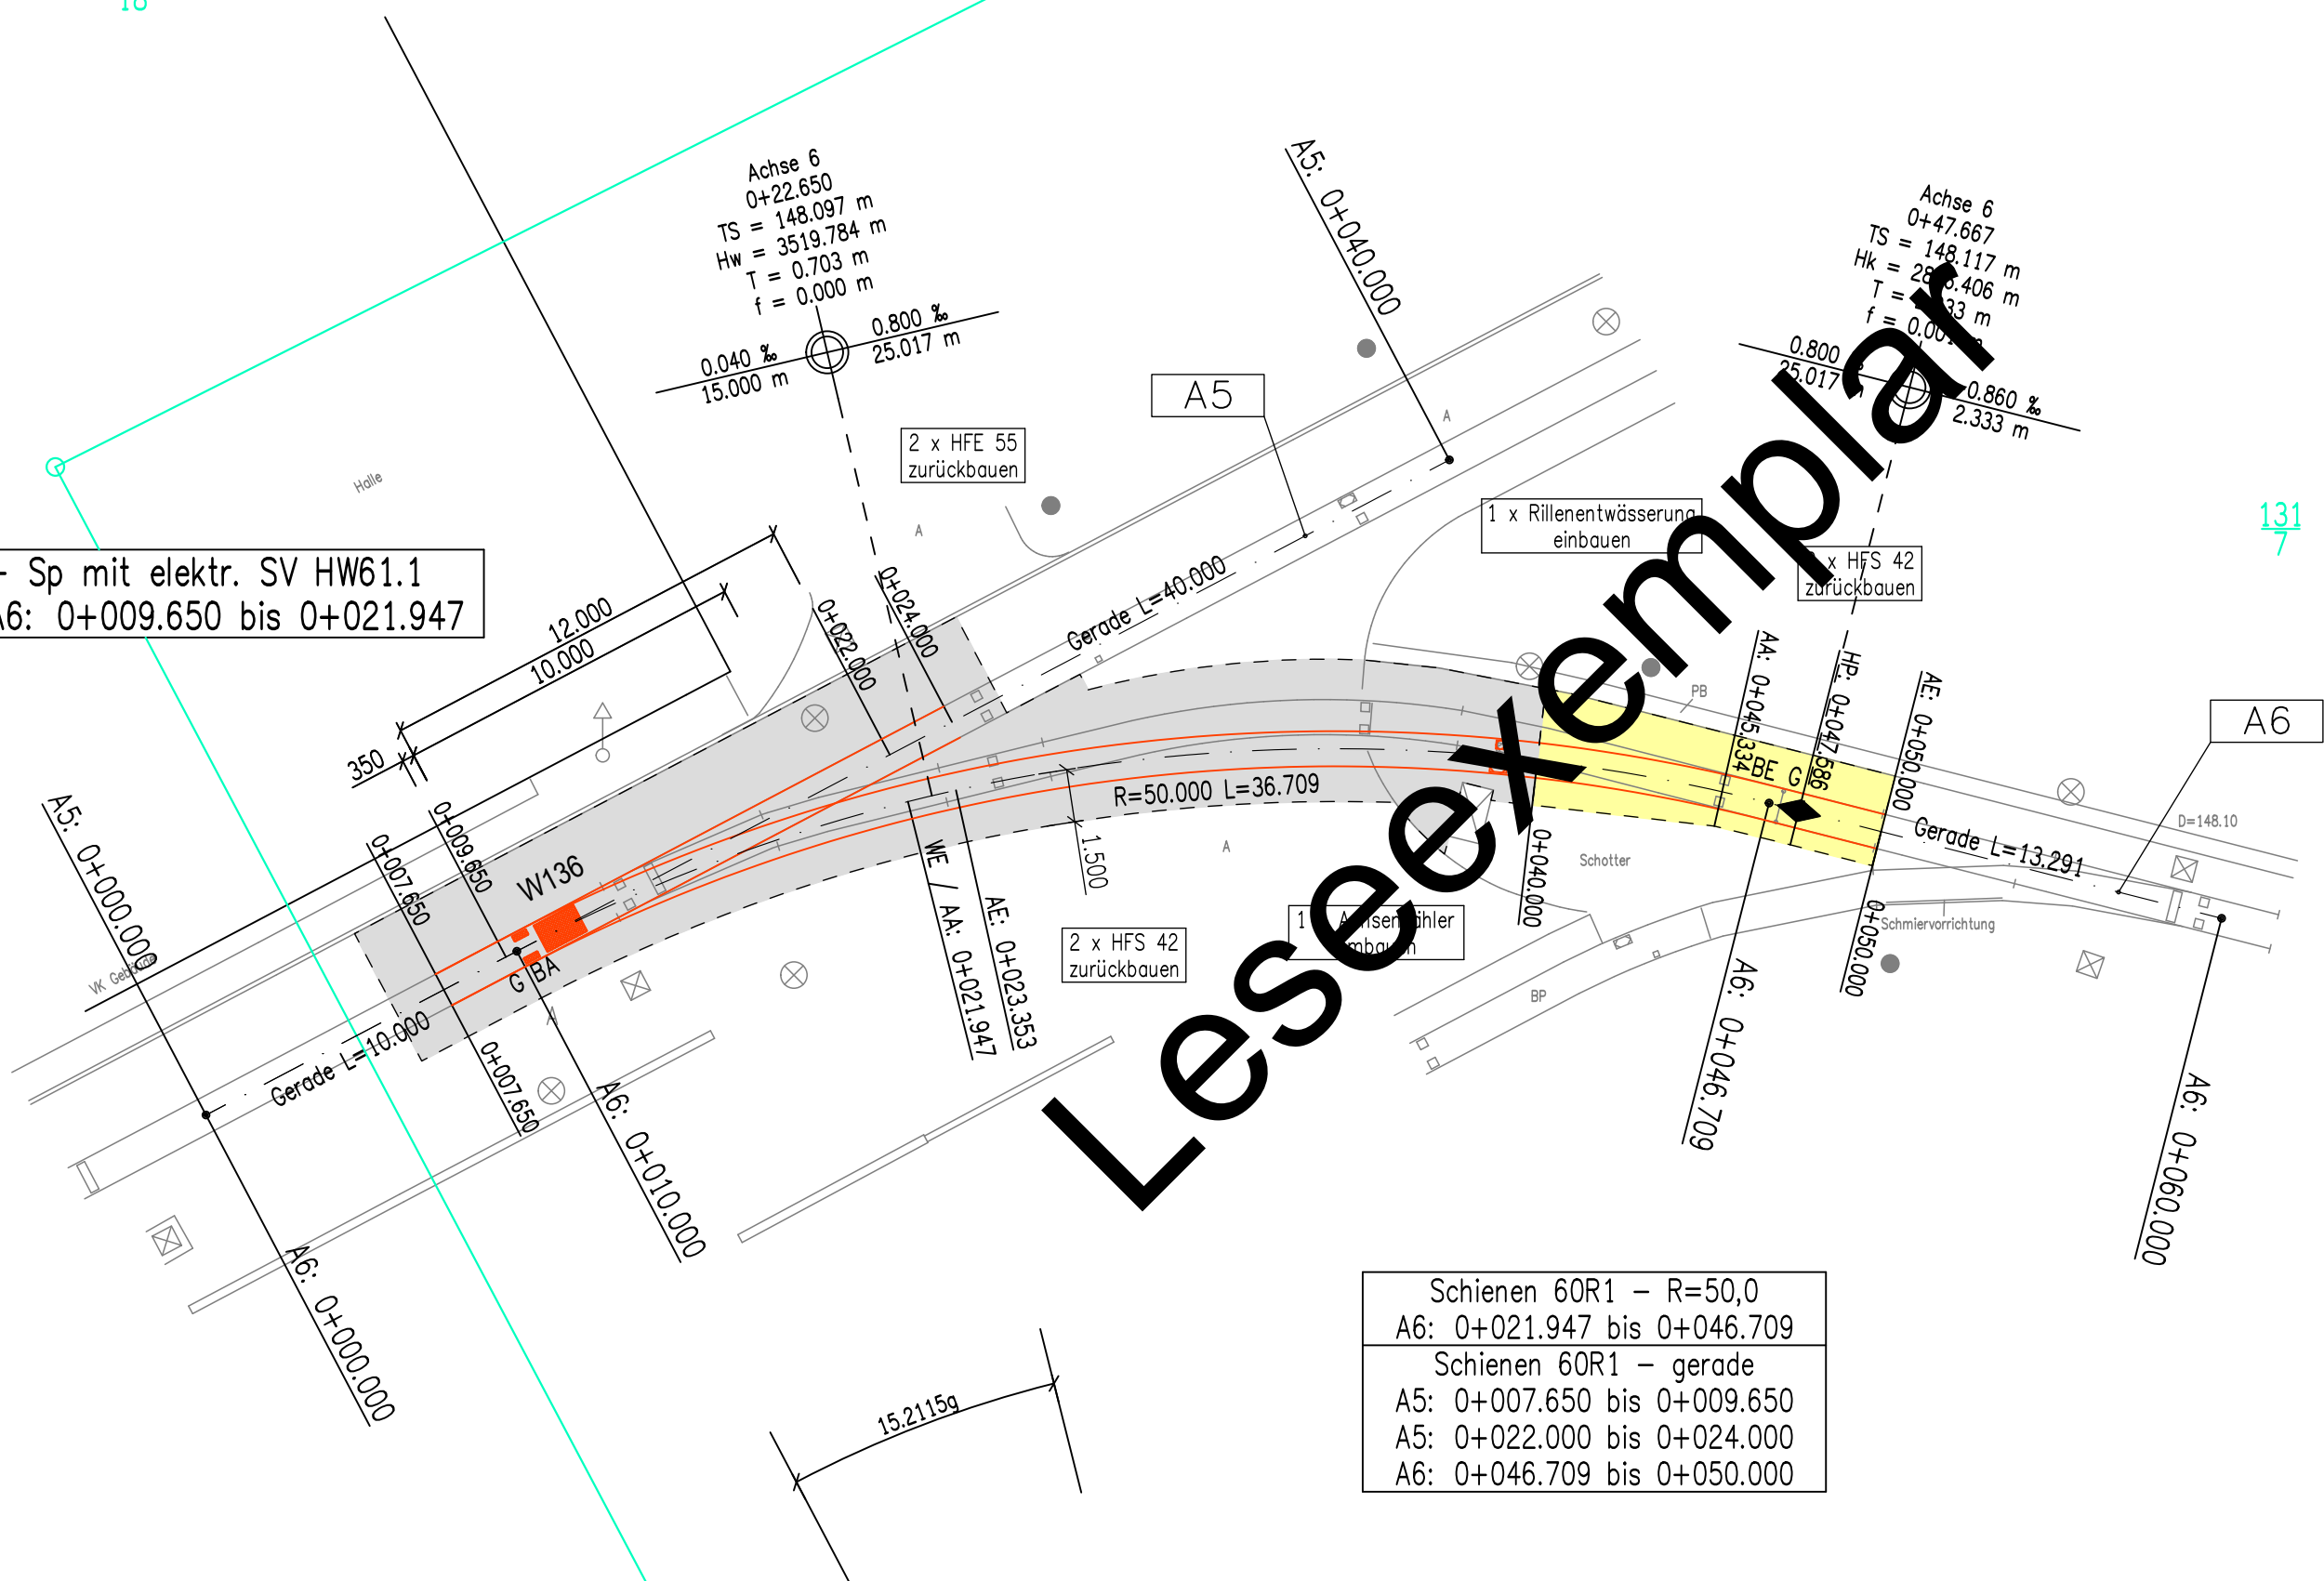 18
Achse 6
0+22.650
TS = 148.097 m
Hw = 3519.784 m
T = 0.703 m
f = 0.000 m
0.040 ‰
15.000 m
0.800 ‰
25.017 m
A5: 0+040.000
Achse 6
0+47.667
TS = 148.117 m
Hk =
.406 m
T =
f =
0.800
25.017
0.860 ‰
2.333 m
A5
2 x HFE 55
zurückbauen
A
A
Halle
1 x Rillenentwässerung
einbauen
x HFS 42
zurückbauen
131
7
- Sp mit elektr. SV HW61.1
A6: 0+009.650 bis 0+021.947
12.000
10.000
350
0+022.000
0+024.000
Gerade L=40.000
PB
AA: 0+045.334
HP: 0+047.586
AE: 0+050.000
A6
BE G
R=50.000 L=36.709
1.500
A
W136
0+009.650
0+007.650
A5: 0+000.000
VK Gebäude
G BA
Gerade L=10.000
A
0+007.650
A6: 0+010.000
WE / AA: 0+021.947
AE: 0+023.353
2 x HFS 42
zurückbauen
1
0+040.000
Schotter
Gerade L=13.291
D=148.10
Schmiervorrichtung
0+050.000
BP
A6: 0+046.709
A6: 0+060.000
A6: 0+000.000
15.2115g
Schienen 60R1 - R=50,0
A6: 0+021.947 bis 0+046.709
Schienen 60R1 - gerade
A5: 0+007.650 bis 0+009.650
A5: 0+022.000 bis 0+024.000
A6: 0+046.709 bis 0+050.000
Leseexemplar